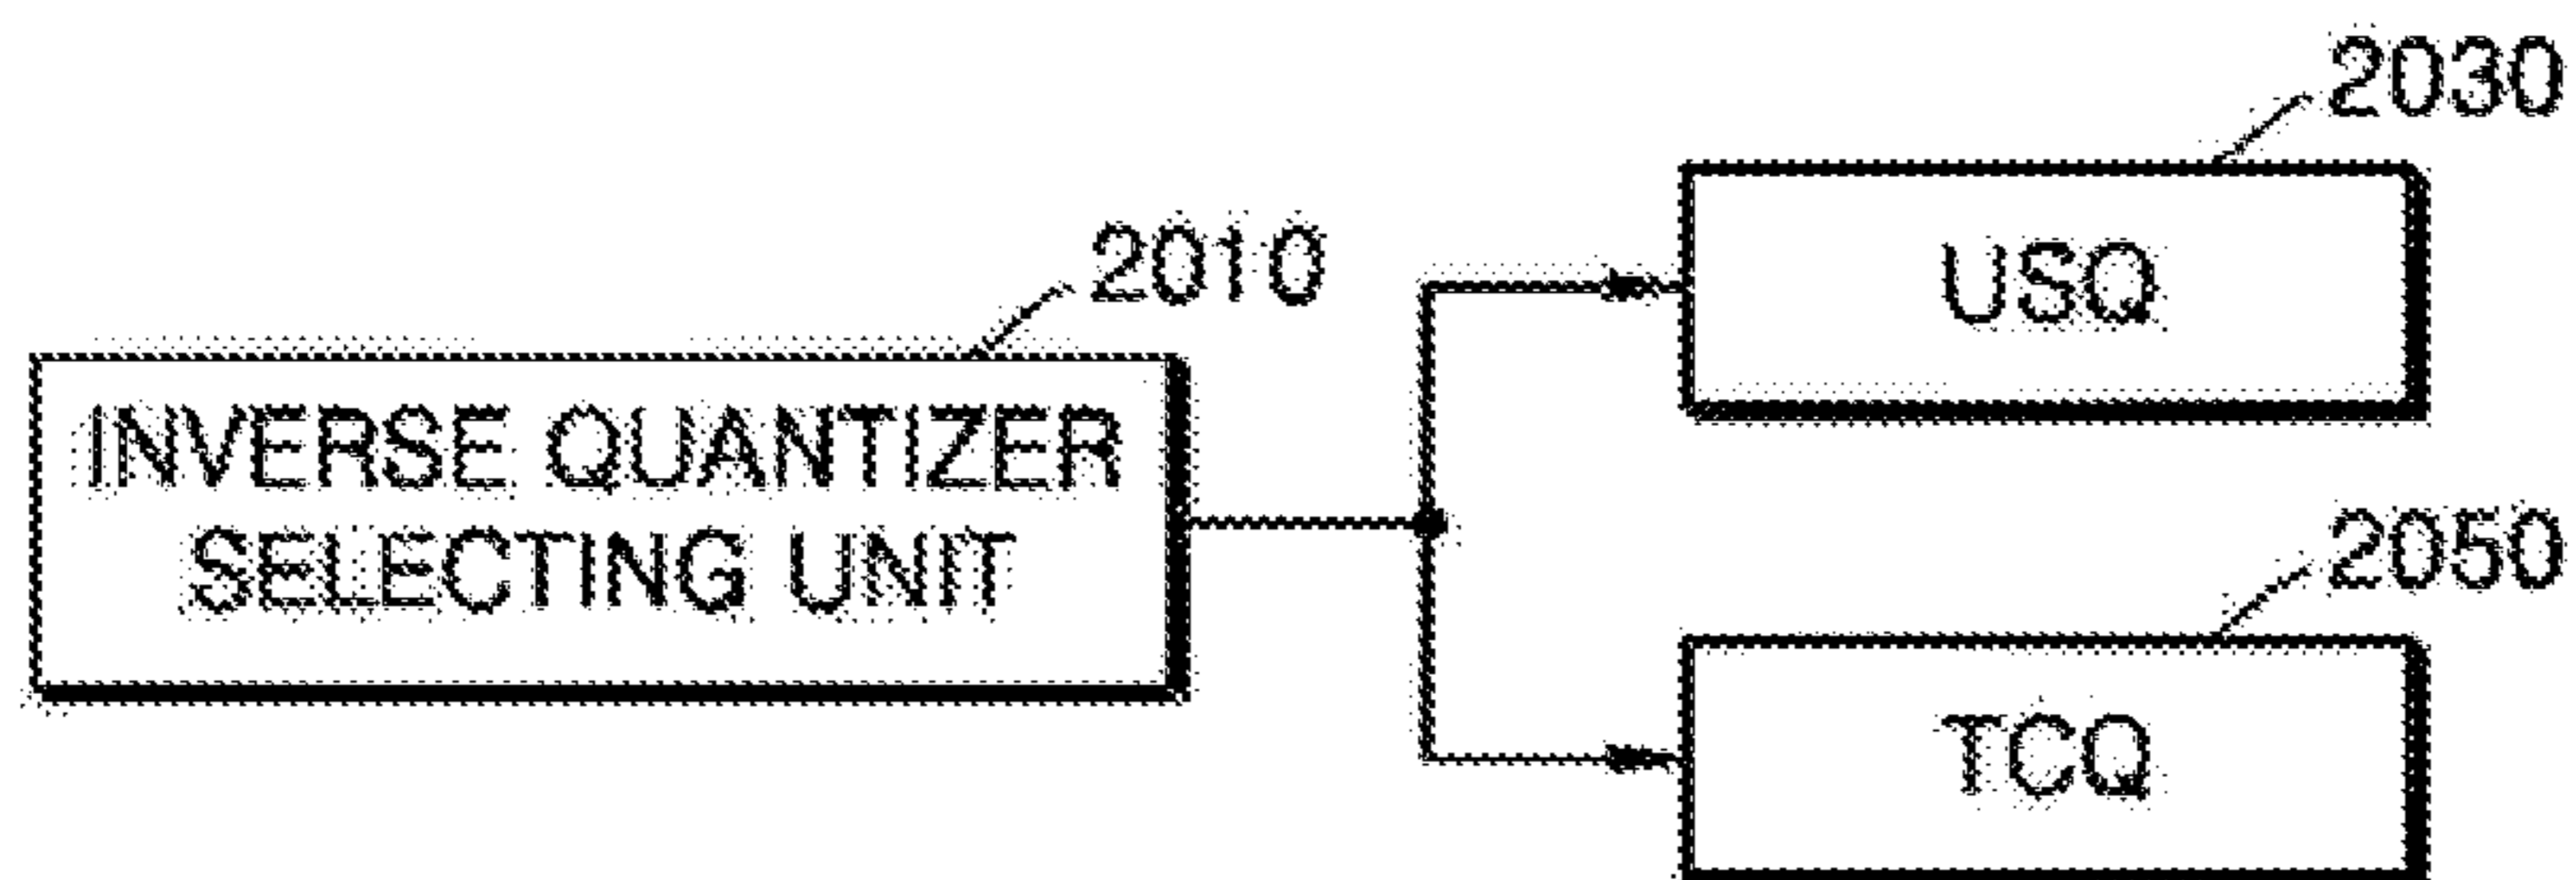 2030
USQ
2010
INVERSE QUANTIZER
SELECTING UNIT
2050
TCQ